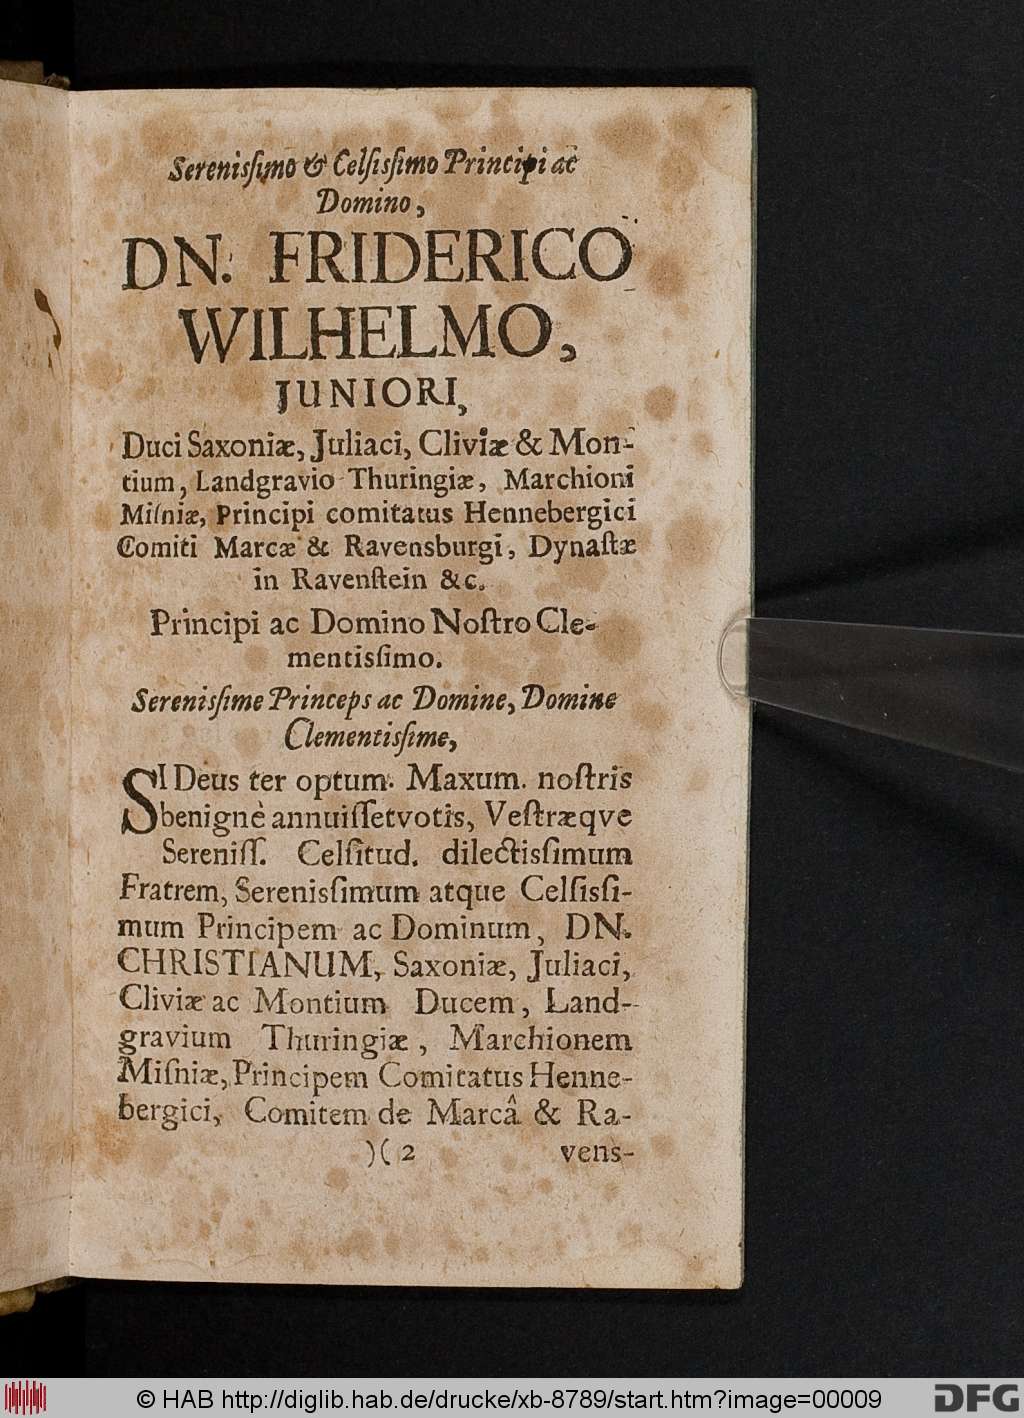 Serenisſimo & Celſisſimo Principi ac
Domino,
DN. FRIDERICO
WILHELMO,
JUNIORI,
Duci Saxoniæ, Juliaci, Cliviæ & Mon-
tium, Landgravio Thuringiæ, Marchioni
Miſniæ, Principi comitatus Hennebergici
Comiti Marcæ & Ravensburgi, Dynaſtæ
in Ravenſtein &c.
Principi ac Domino Noſtro Cle-
mentisſimo.
Serenisſime Princeps ac Domine, Domine
Clementisſime,
SI Deus ter optum. Maxum. noſtris
benignè annuiſſet votis, Veſtræqve
Sereniſſ. Celſitud. dilectisſimum
Fratrem, Serenisſimum atque Celſisſi-
mum Principem ac Dominum, DN.
CHRISTIANUM, Saxoniæ, Juliaci,
Cliviæ ac Montium Ducem, Land-
gravium Thuringiæ, Marchionem
Miſniæ, Principem Comitatus Henne-
bergici, Comitem de Marcâ & Ra-
)( 2 vens-
© HAB http://diglib.hab.de/drucke/xb-8789/start.htm?image=00009
DFG